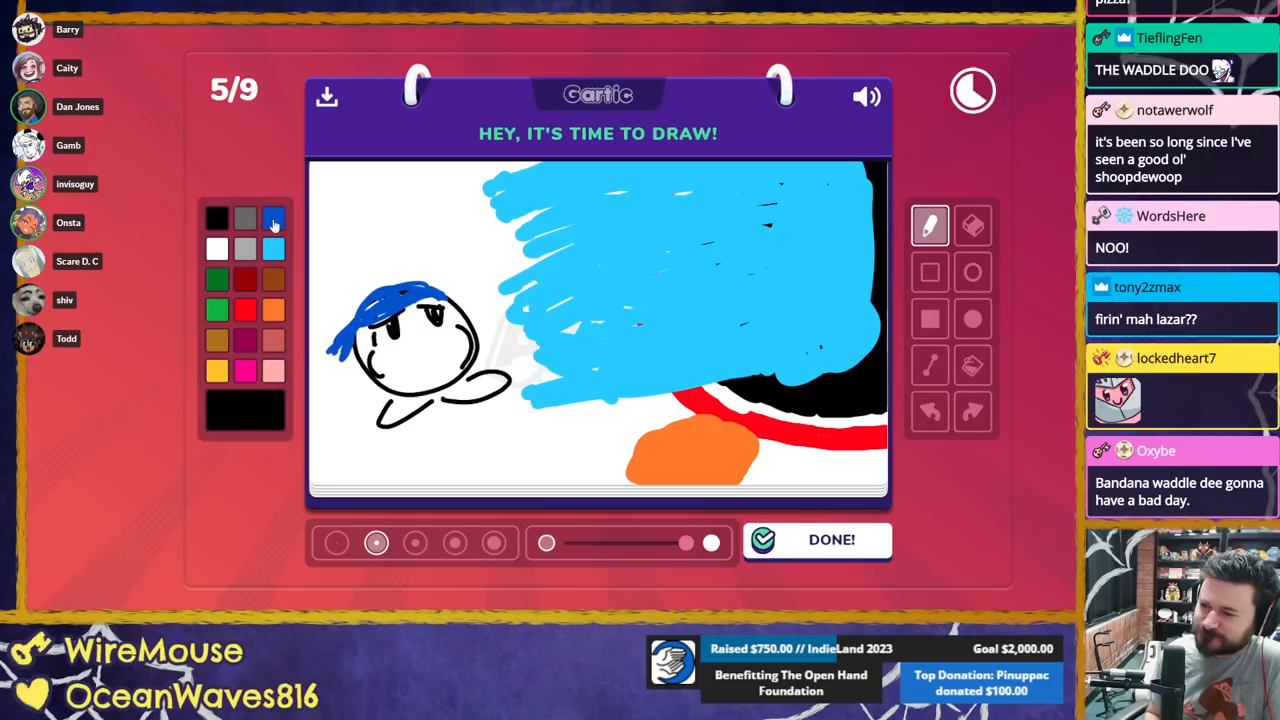 Barry
Caity
Dan Jones
Gamb
invisoguy
Onsta
Scare D. C
shiv
Todd
5/9
Gartic
HEY, IT'S TIME TO DRAW!
DONE!
TieflingFen
THE WADDLE DOO
notawerwolf
it's been so long since I've
seen a good ol'
shoopdewoop
WordsHere
NOO!
tony2zmax
firin' mah lazar??
lockedheart7
Oxybe
Bandana waddle dee gonna
have a bad day.
WireMouse
OceanWaves816
Raised $750.00 // IndieLand 2023
Goal $2,000.00
Benefitting The Open Hand
Foundation
Top Donation: Pinuppac
donated $100.00